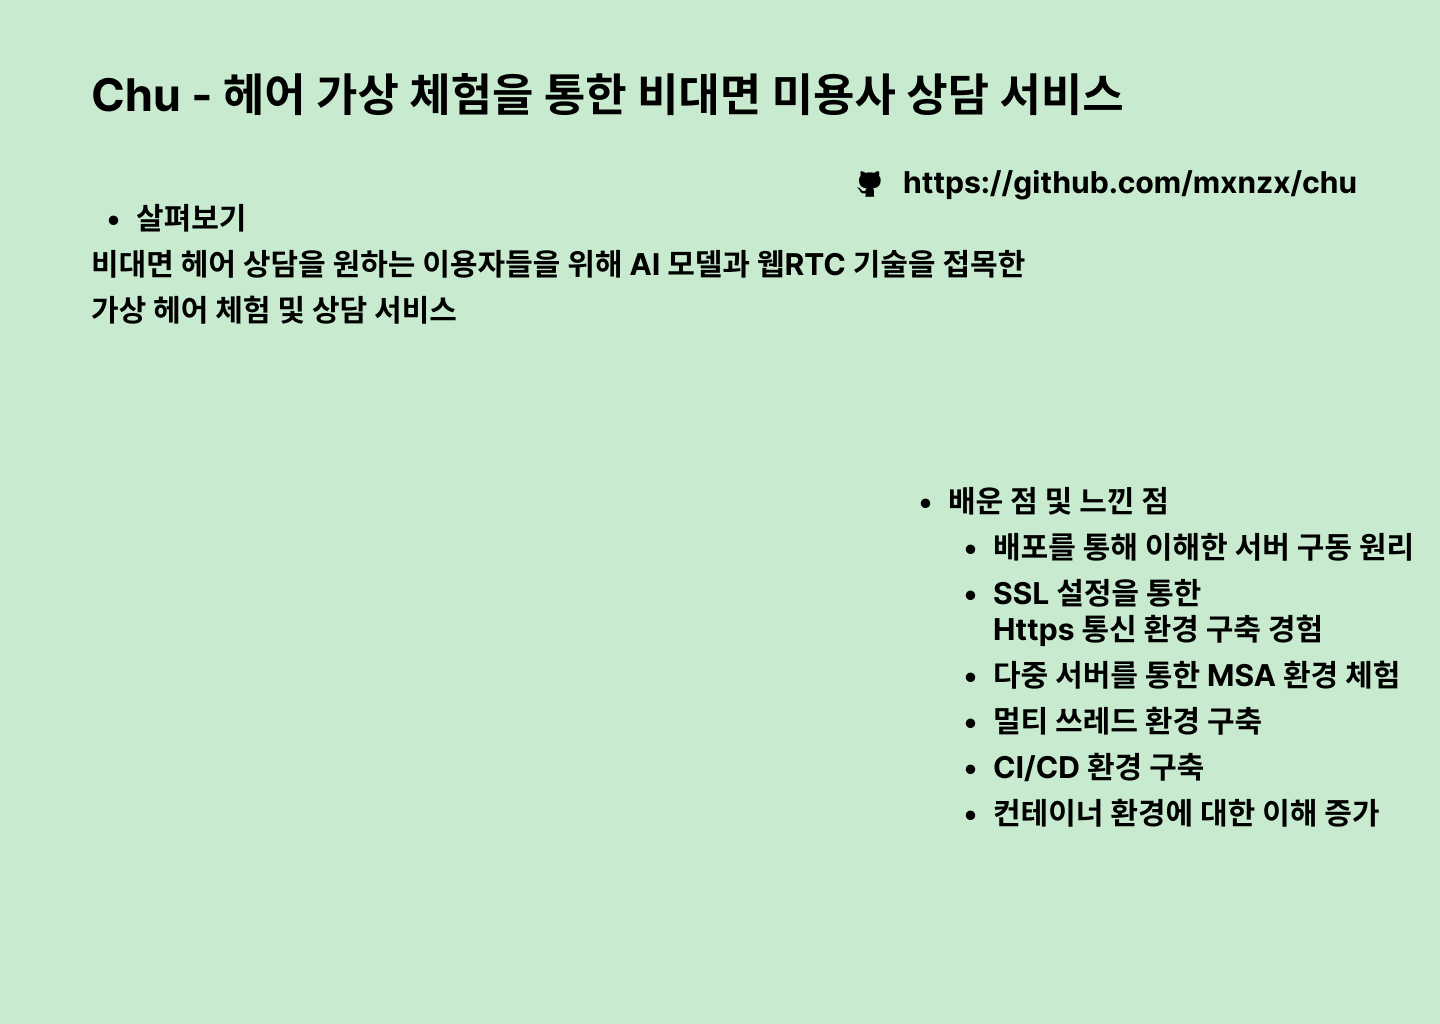 Chu - 헤어 가상 체험을 통한 비대면 미용사 상담 서비스
https://github.com/mxnzx/chu
• 살펴보기
비대면 헤어 상담을 원하는 이용자들을 위해 AI 모델과 웹RTC 기술을 접목한
가상 헤어 체험 및 상담 서비스
• 배운 점 및 느낀 점
• 배포를 통해 이해한 서버 구동 원리
• SSL 설정을 통한
Https 통신 환경 구축 경험
• 다중 서버를 통한 MSA 환경 체험
• 멀티 쓰레드 환경 구축
• CI/CD 환경 구축
• 컨테이너 환경에 대한 이해 증가